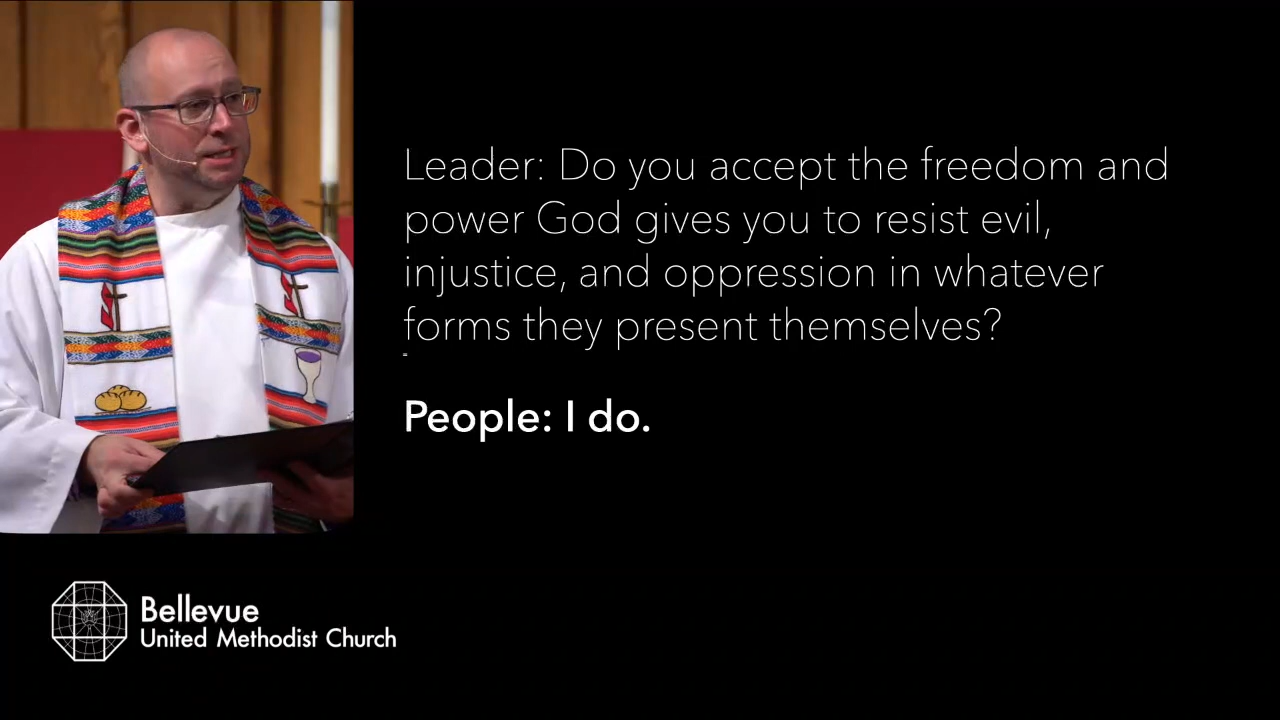 Leader: Do you accept the freedom and
power God gives you to resist evil,
injustice, and oppression in whatever
forms they present themselves?
People: I do.
Bellevue
United Methodist Church